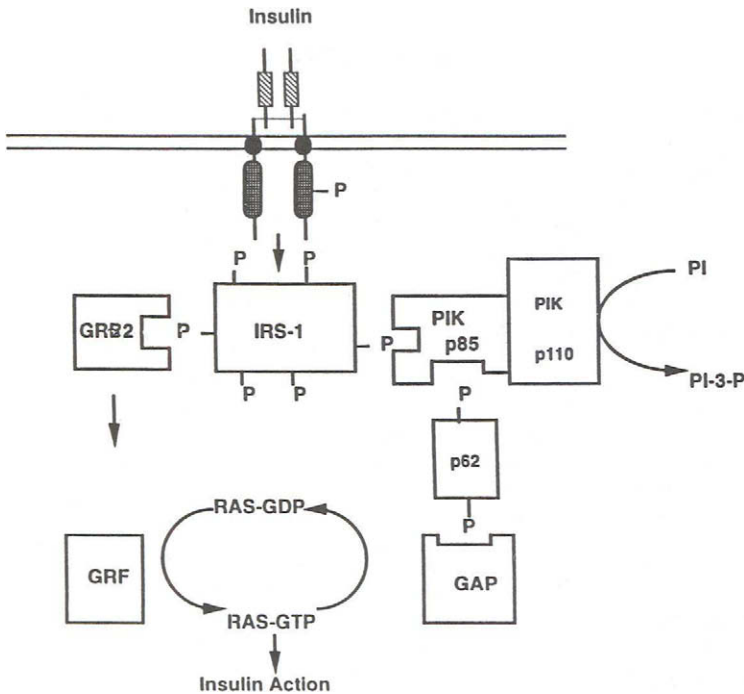 Insulin
P
P
P
GRB2
P
IRS-1
P
PIK
p85
PIK
p110
PI
PI-3-P
P
P
P
p62
P
RAS-GDP
GRF
GAP
RAS-GTP
Insulin Action